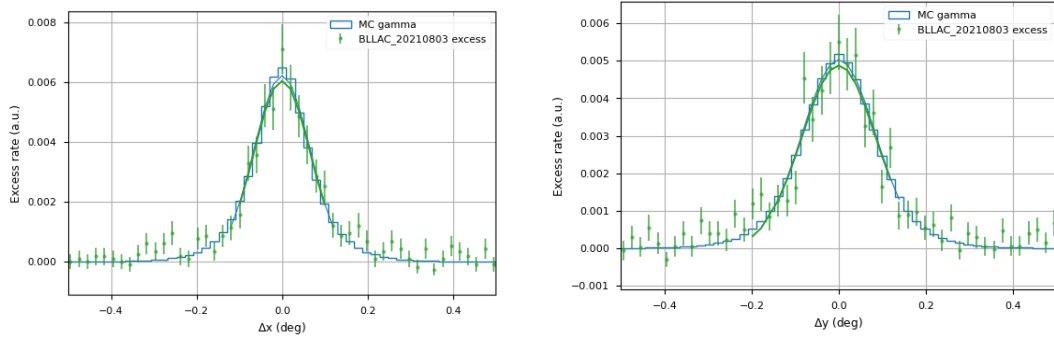 0.008
0.006
0.004
0.002
0.000
Excess rate (a.u.)
MC gamma
BLLAC_20210803 excess
−0.4
−0.2
0.0
0.2
0.4
Δx (deg)
0.006
0.005
0.004
0.003
0.002
0.001
0.000
−0.001
Excess rate (a.u.)
MC gamma
BLLAC_20210803 excess
−0.4
−0.2
0.0
0.2
0.4
Δy (deg)